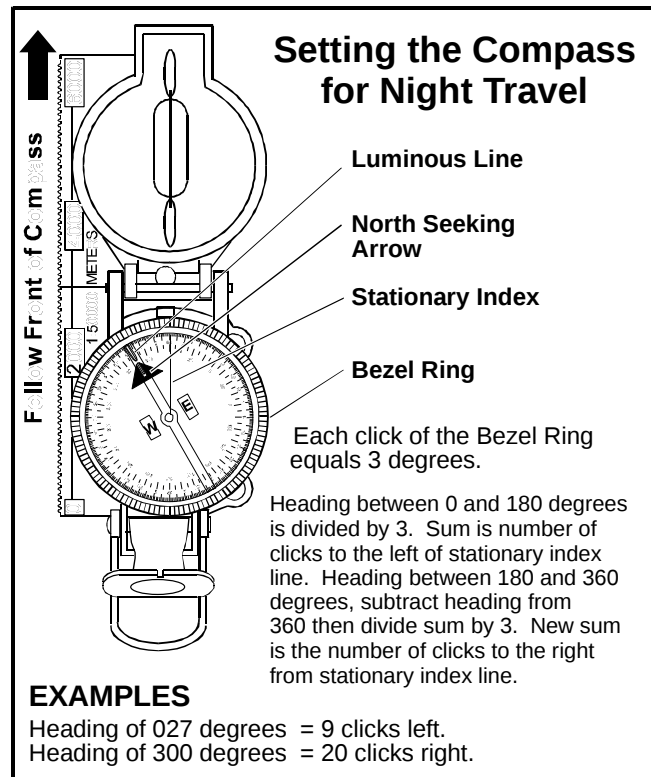 Setting the Compass
for Night Travel
Follow Front of Compass
METERS
Luminous Line
North Seeking
Arrow
Stationary Index
Bezel Ring
W
E
Each click of the Bezel Ring
equals 3 degrees.
Heading between 0 and 180 degrees
is divided by 3. Sum is number of
clicks to the left of stationary index
line. Heading between 180 and 360
degrees, subtract heading from
360 then divide sum by 3. New sum
is the number of clicks to the right
from stationary index line.
EXAMPLES
Heading of 027 degrees = 9 clicks left.
Heading of 300 degrees = 20 clicks right.